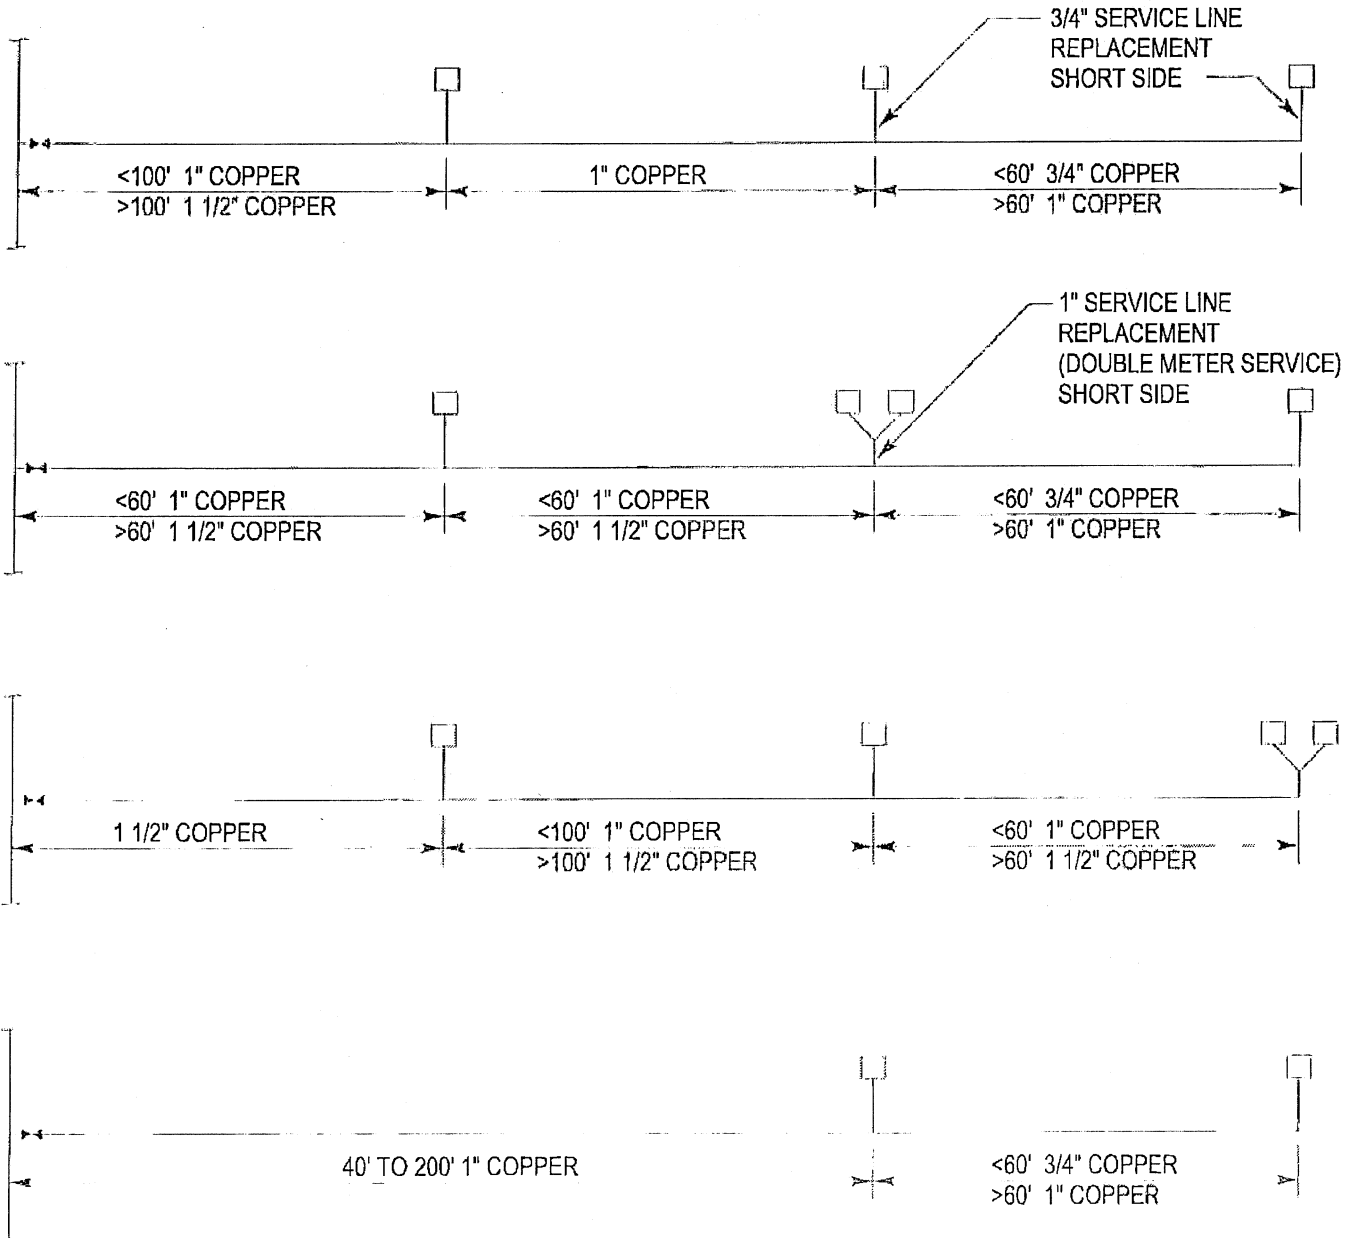 3/4" SERVICE LINE
REPLACEMENT
SHORT SIDE
<100' 1" COPPER
>100' 1 1/2" COPPER
1" COPPER
<60' 3/4" COPPER
>60' 1" COPPER
1" SERVICE LINE
REPLACEMENT
(DOUBLE METER SERVICE)
SHORT SIDE
<60' 1" COPPER
>60' 1 1/2" COPPER
<60' 1" COPPER
>60' 1 1/2" COPPER
<60' 3/4" COPPER
>60' 1" COPPER
1 1/2" COPPER
<100' 1" COPPER
>100' 1 1/2" COPPER
<60' 1" COPPER
>60' 1 1/2" COPPER
40' TO 200' 1" COPPER
<60' 3/4" COPPER
>60' 1" COPPER